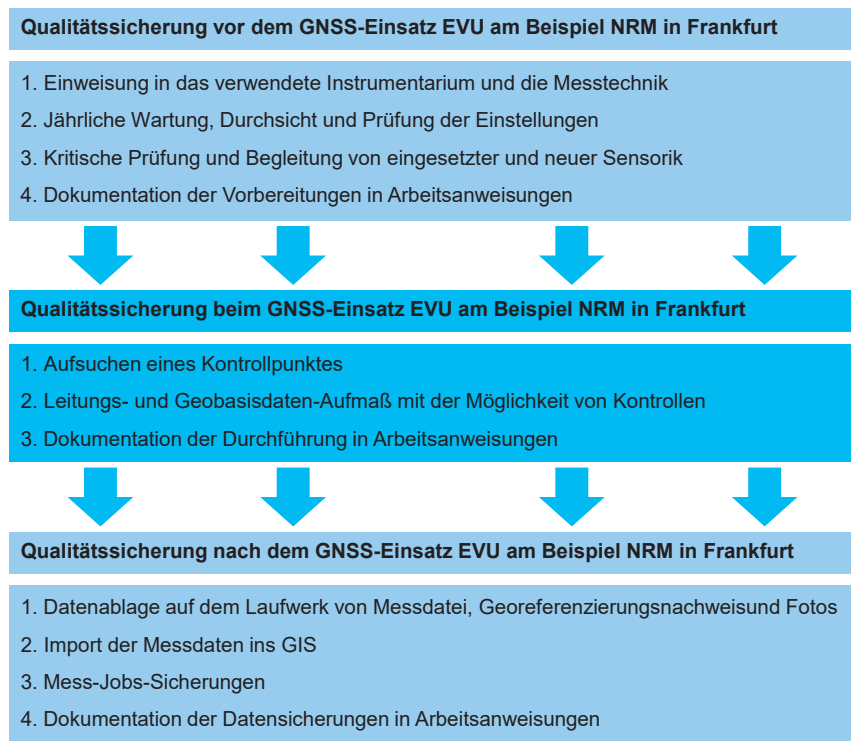 Qualitätssicherung vor dem GNSS-Einsatz EVU am Beispiel NRM in Frankfurt
1. Einweisung in das verwendete Instrumentarium und die Messtechnik
2. Jährliche Wartung, Durchsicht und Prüfung der Einstellungen
3. Kritische Prüfung und Begleitung von eingesetzter und neuer Sensorik
4. Dokumentation der Vorbereitungen in Arbeitsanweisungen
Qualitätssicherung beim GNSS-Einsatz EVU am Beispiel NRM in Frankfurt
1. Aufsuchen eines Kontrollpunktes
2. Leitungs- und Geobasisdaten-Aufmaß mit der Möglichkeit von Kontrollen
3. Dokumentation der Durchführung in Arbeitsanweisungen
Qualitätssicherung nach dem GNSS-Einsatz EVU am Beispiel NRM in Frankfurt
1. Datenablage auf dem Laufwerk von Messdatei, Georeferenzierungsnachweisund Fotos
2. Import der Messdaten ins GIS
3. Mess-Jobs-Sicherungen
4. Dokumentation der Datensicherungen in Arbeitsanweisungen